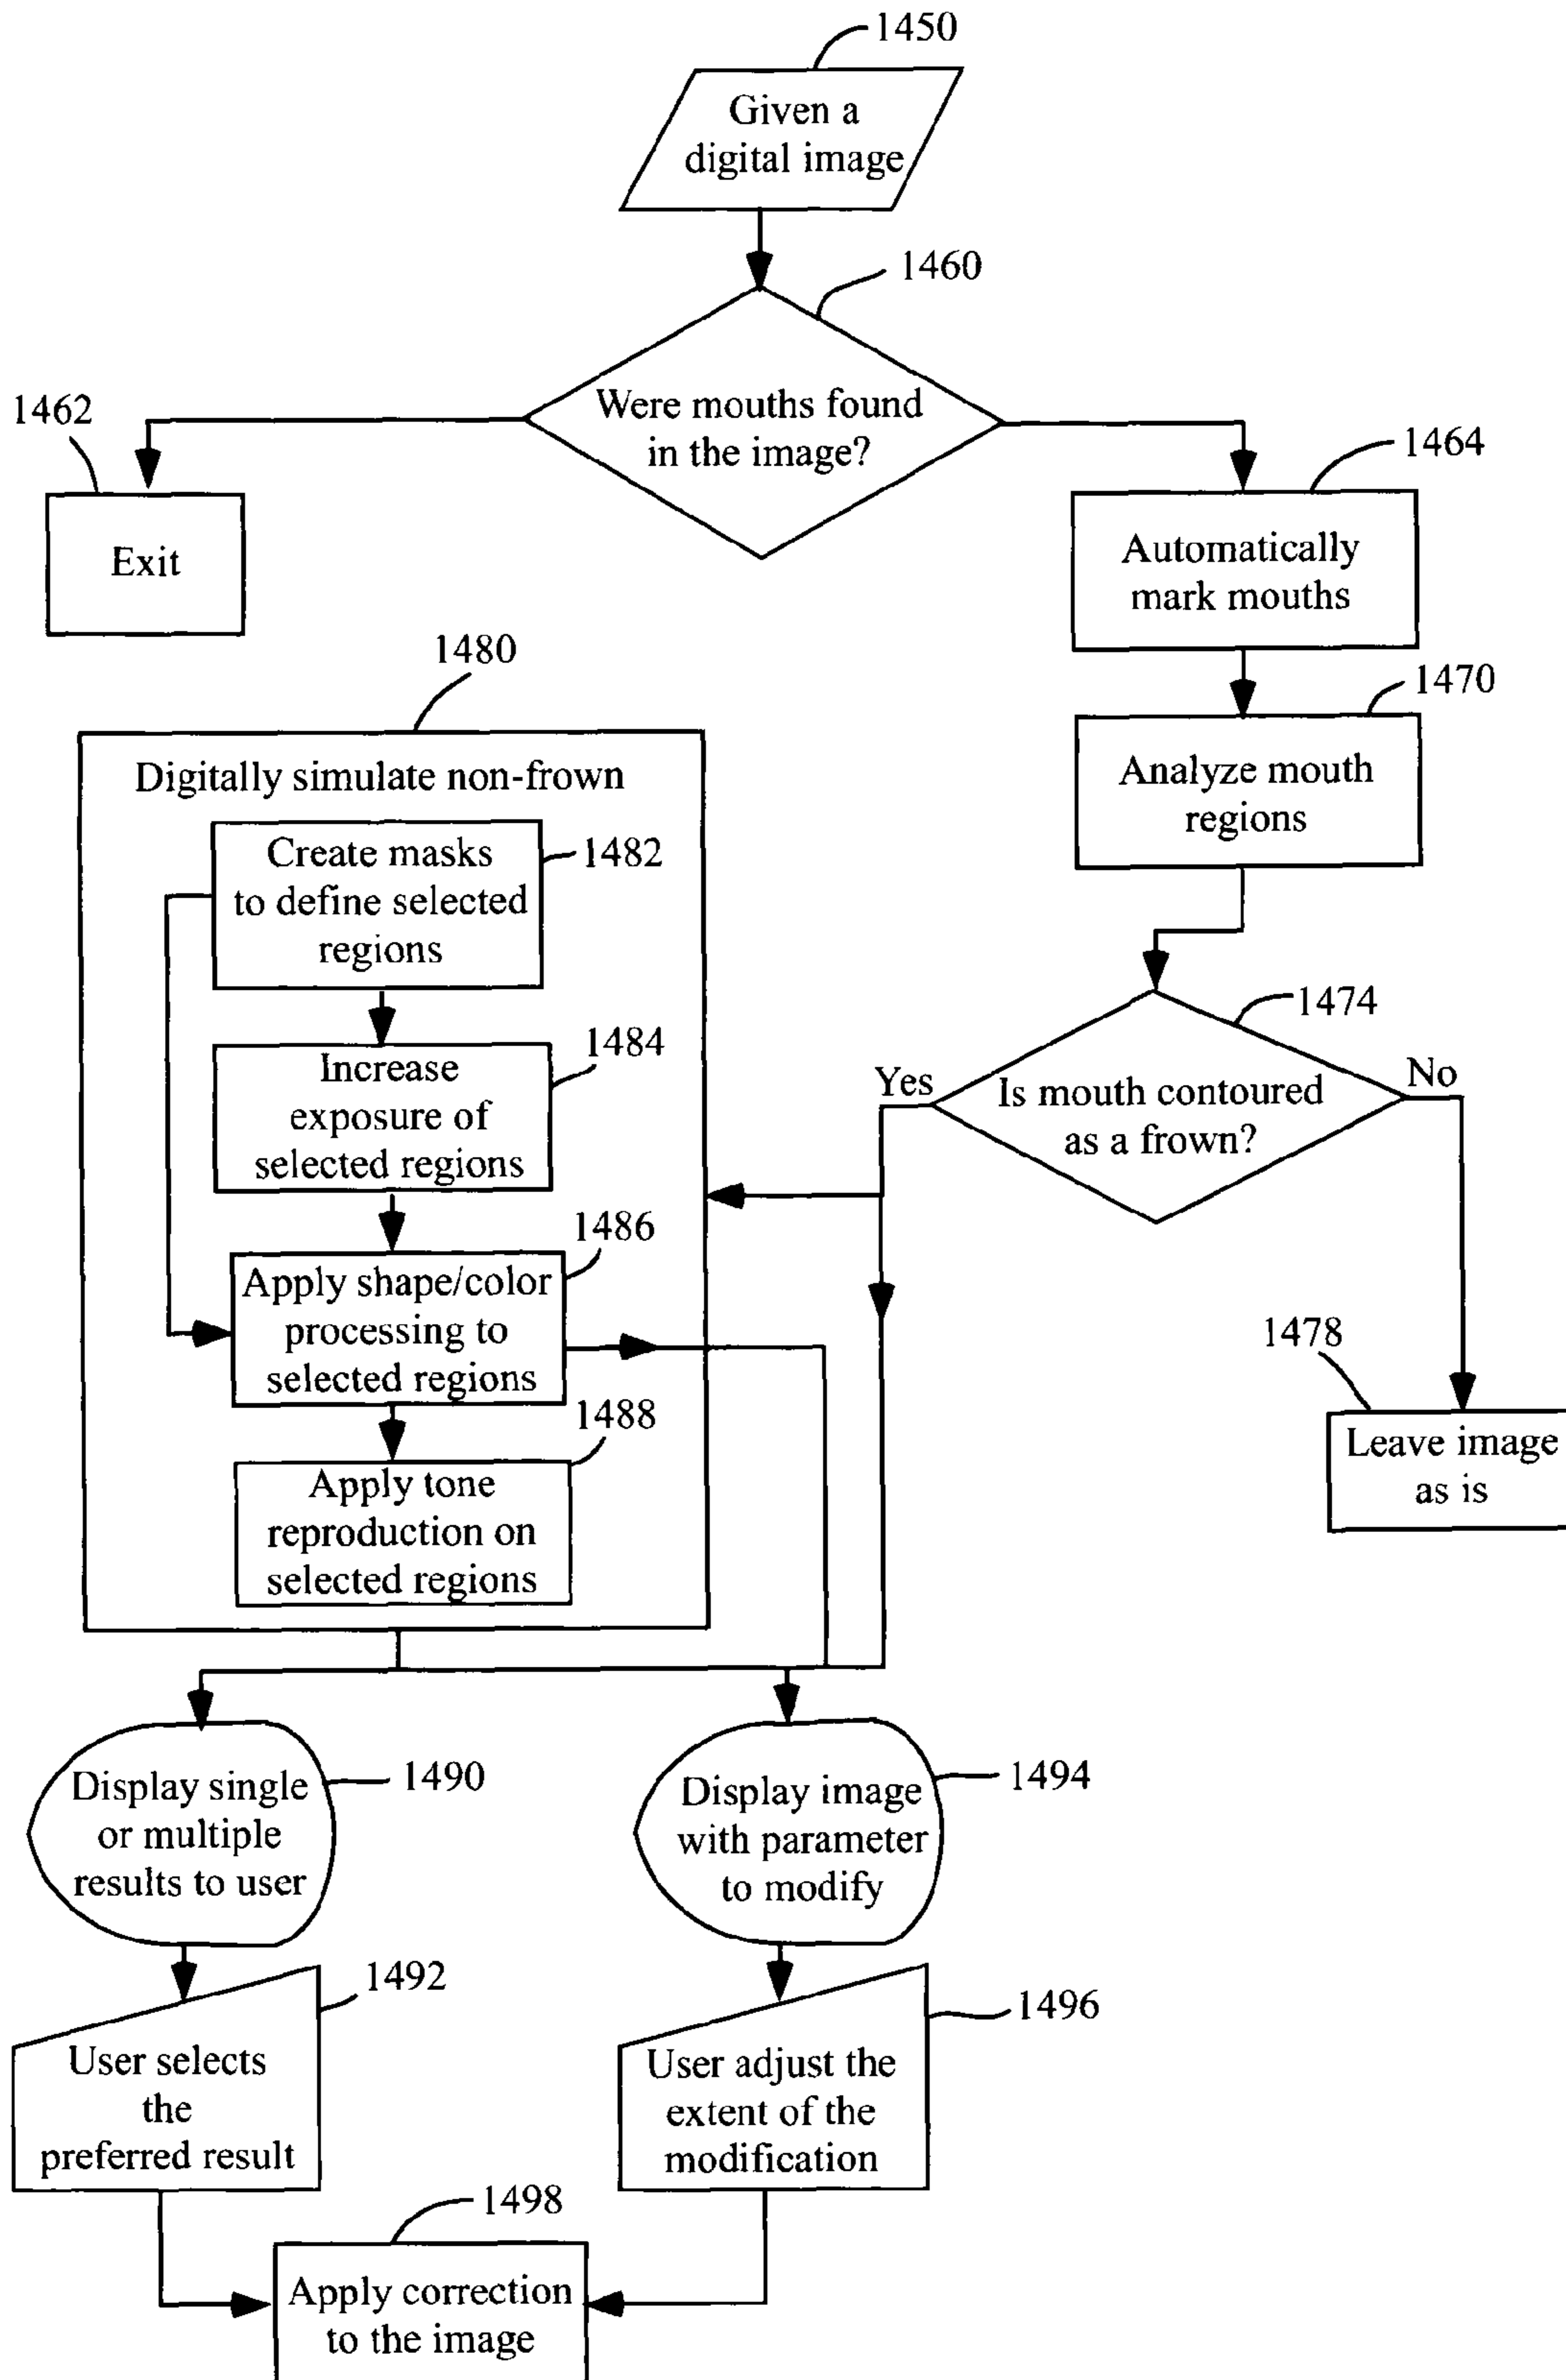 1450
Given a
digital image
1460
Were mouths found
in the image?
1462
Exit
1464
Automatically
mark mouths
1470
Analyze mouth
regions
1474
Yes
No
Is mouth contoured
as a frown?
1478
Leave image
as is
1480
Digitally simulate non-frown
Create masks
to define selected
regions
1482
1484
Increase
exposure of
selected regions
1486
Apply shape/color
processing to
selected regions
1488
Apply tone
reproduction on
selected regions
Display single
or multiple
results to user
1490
Display image
with parameter
to modify
1494
1492
User selects
the
preferred result
1496
User adjust the
extent of the
modification
1498
Apply correction
to the image